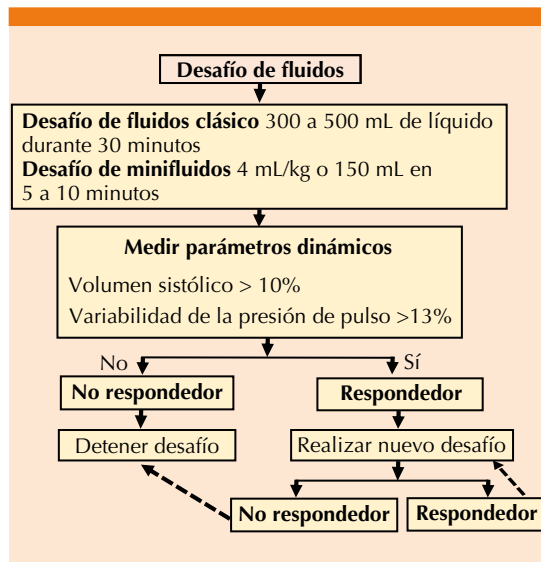 Desafío de fluidos
Desafío de fluidos clásico 300 a 500 mL de líquido
durante 30 minutos
Desafío de minifluidos 4 mL/kg o 150 mL en
5 a 10 minutos
Medir parámetros dinámicos
Volumen sistólico > 10%
Variabilidad de la presión de pulso >13%
No
Sí
No respondedor
Respondedor
Detener desafío
Realizar nuevo desafío
No respondedor
Respondedor